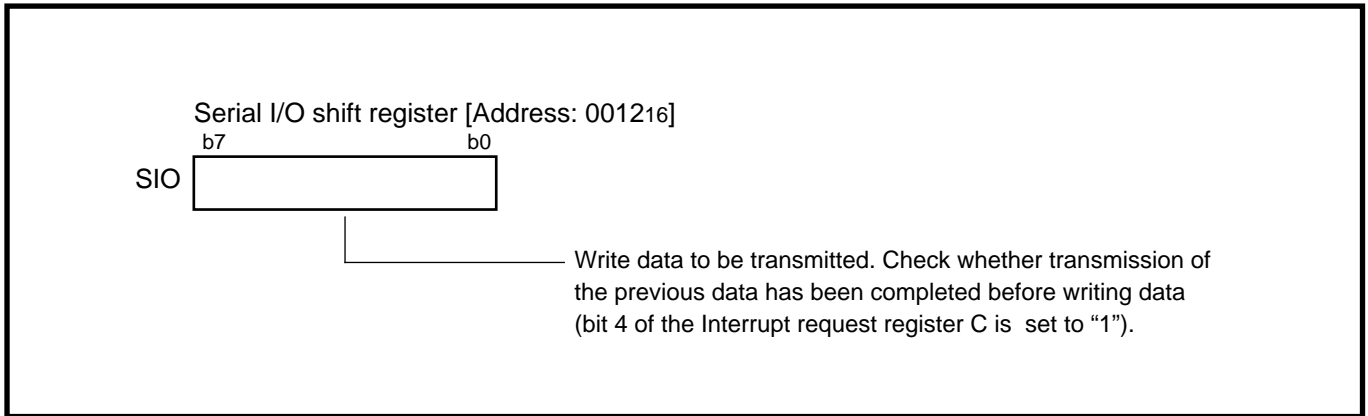 Serial I/O shift register [Address: 001216]
b7 b0
SIO
Write data to be transmitted. Check whether transmission of
the previous data has been completed before writing data
(bit 4 of the Interrupt request register C is  set to “1”).